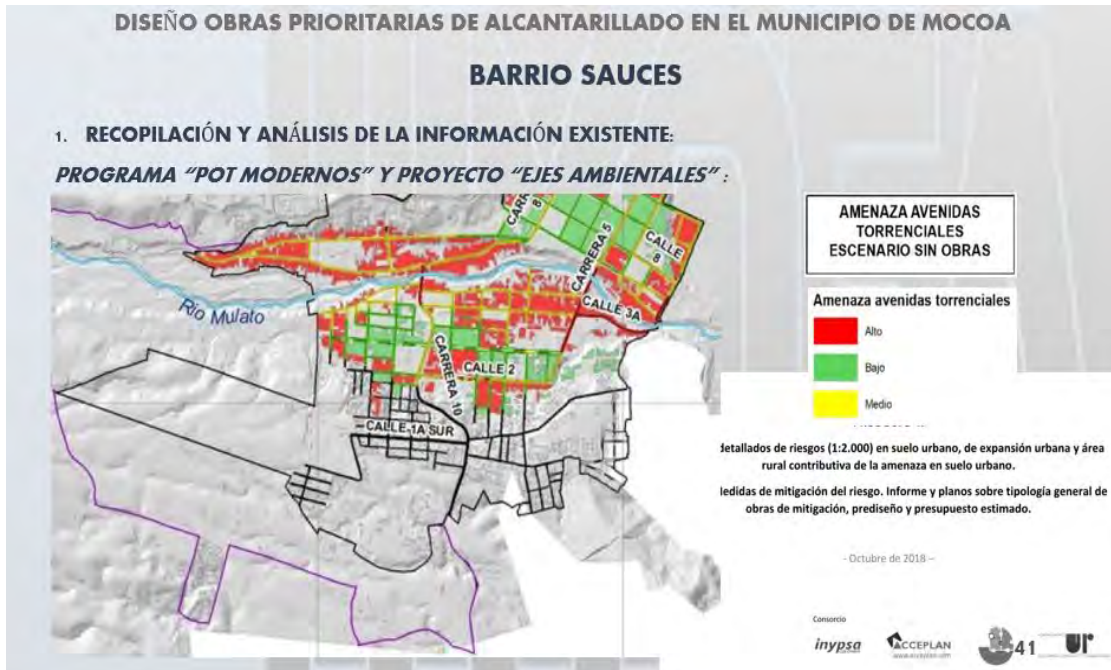 DISEÑO OBRAS PRIORITARIAS DE ALCANTARILLADO EN EL MUNICIPIO DE MOCOA
BARRIO SAUCES
1. RECOPILACIÓN Y ANÁLISIS DE LA INFORMACIÓN EXISTENTE:
PROGRAMA “POT MODERNOS” Y PROYECTO “EJES AMBIENTALES” :
CARRERA 5
CALLE 8
CALLE 3A
Río Mulato
CARRERA 10
CALLE 2
CALLE 1A SUR
AMENAZA AVENIDAS
TORRENCIALES
ESCENARIO SIN OBRAS
Amenaza avenidas torrenciales
Alto
Bajo
Medio
detallados de riesgos (1:2.000) en suelo urbano, de expansión urbana y área
rural contributiva de la amenaza en suelo urbano.
ledidas de mitigación del riesgo. Informe y planos sobre tipología general de
obras de mitigación, prediseño y presupuesto estimado.
- Octubre de 2018 –
Consorcio
inypsa
ACCEPLAN
www.acceplan.com
41
ur